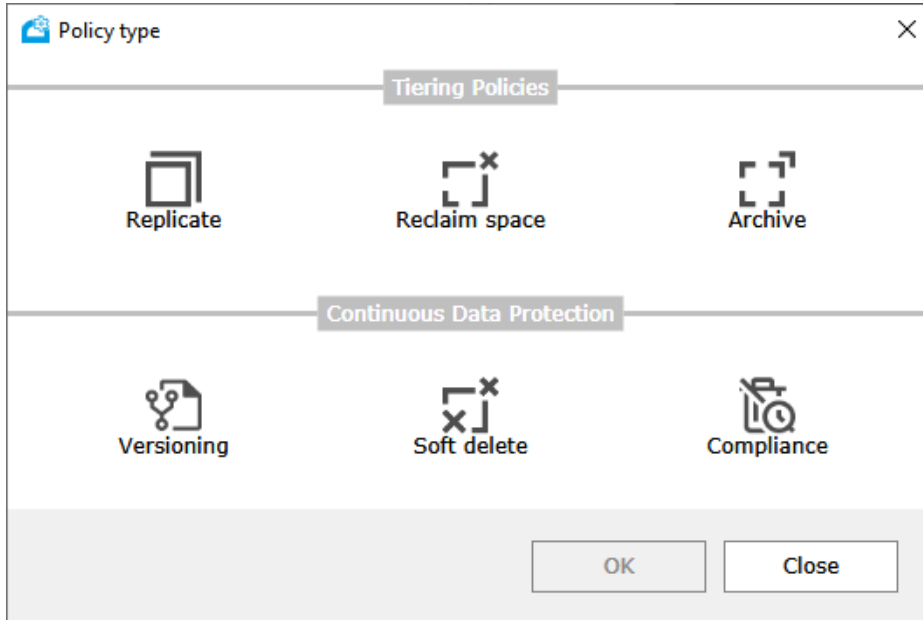 Policy type
Tiering Policies
Replicate
Reclaim space
Archive
Continuous Data Protection
Versioning
Soft delete
Compliance
OK
Close